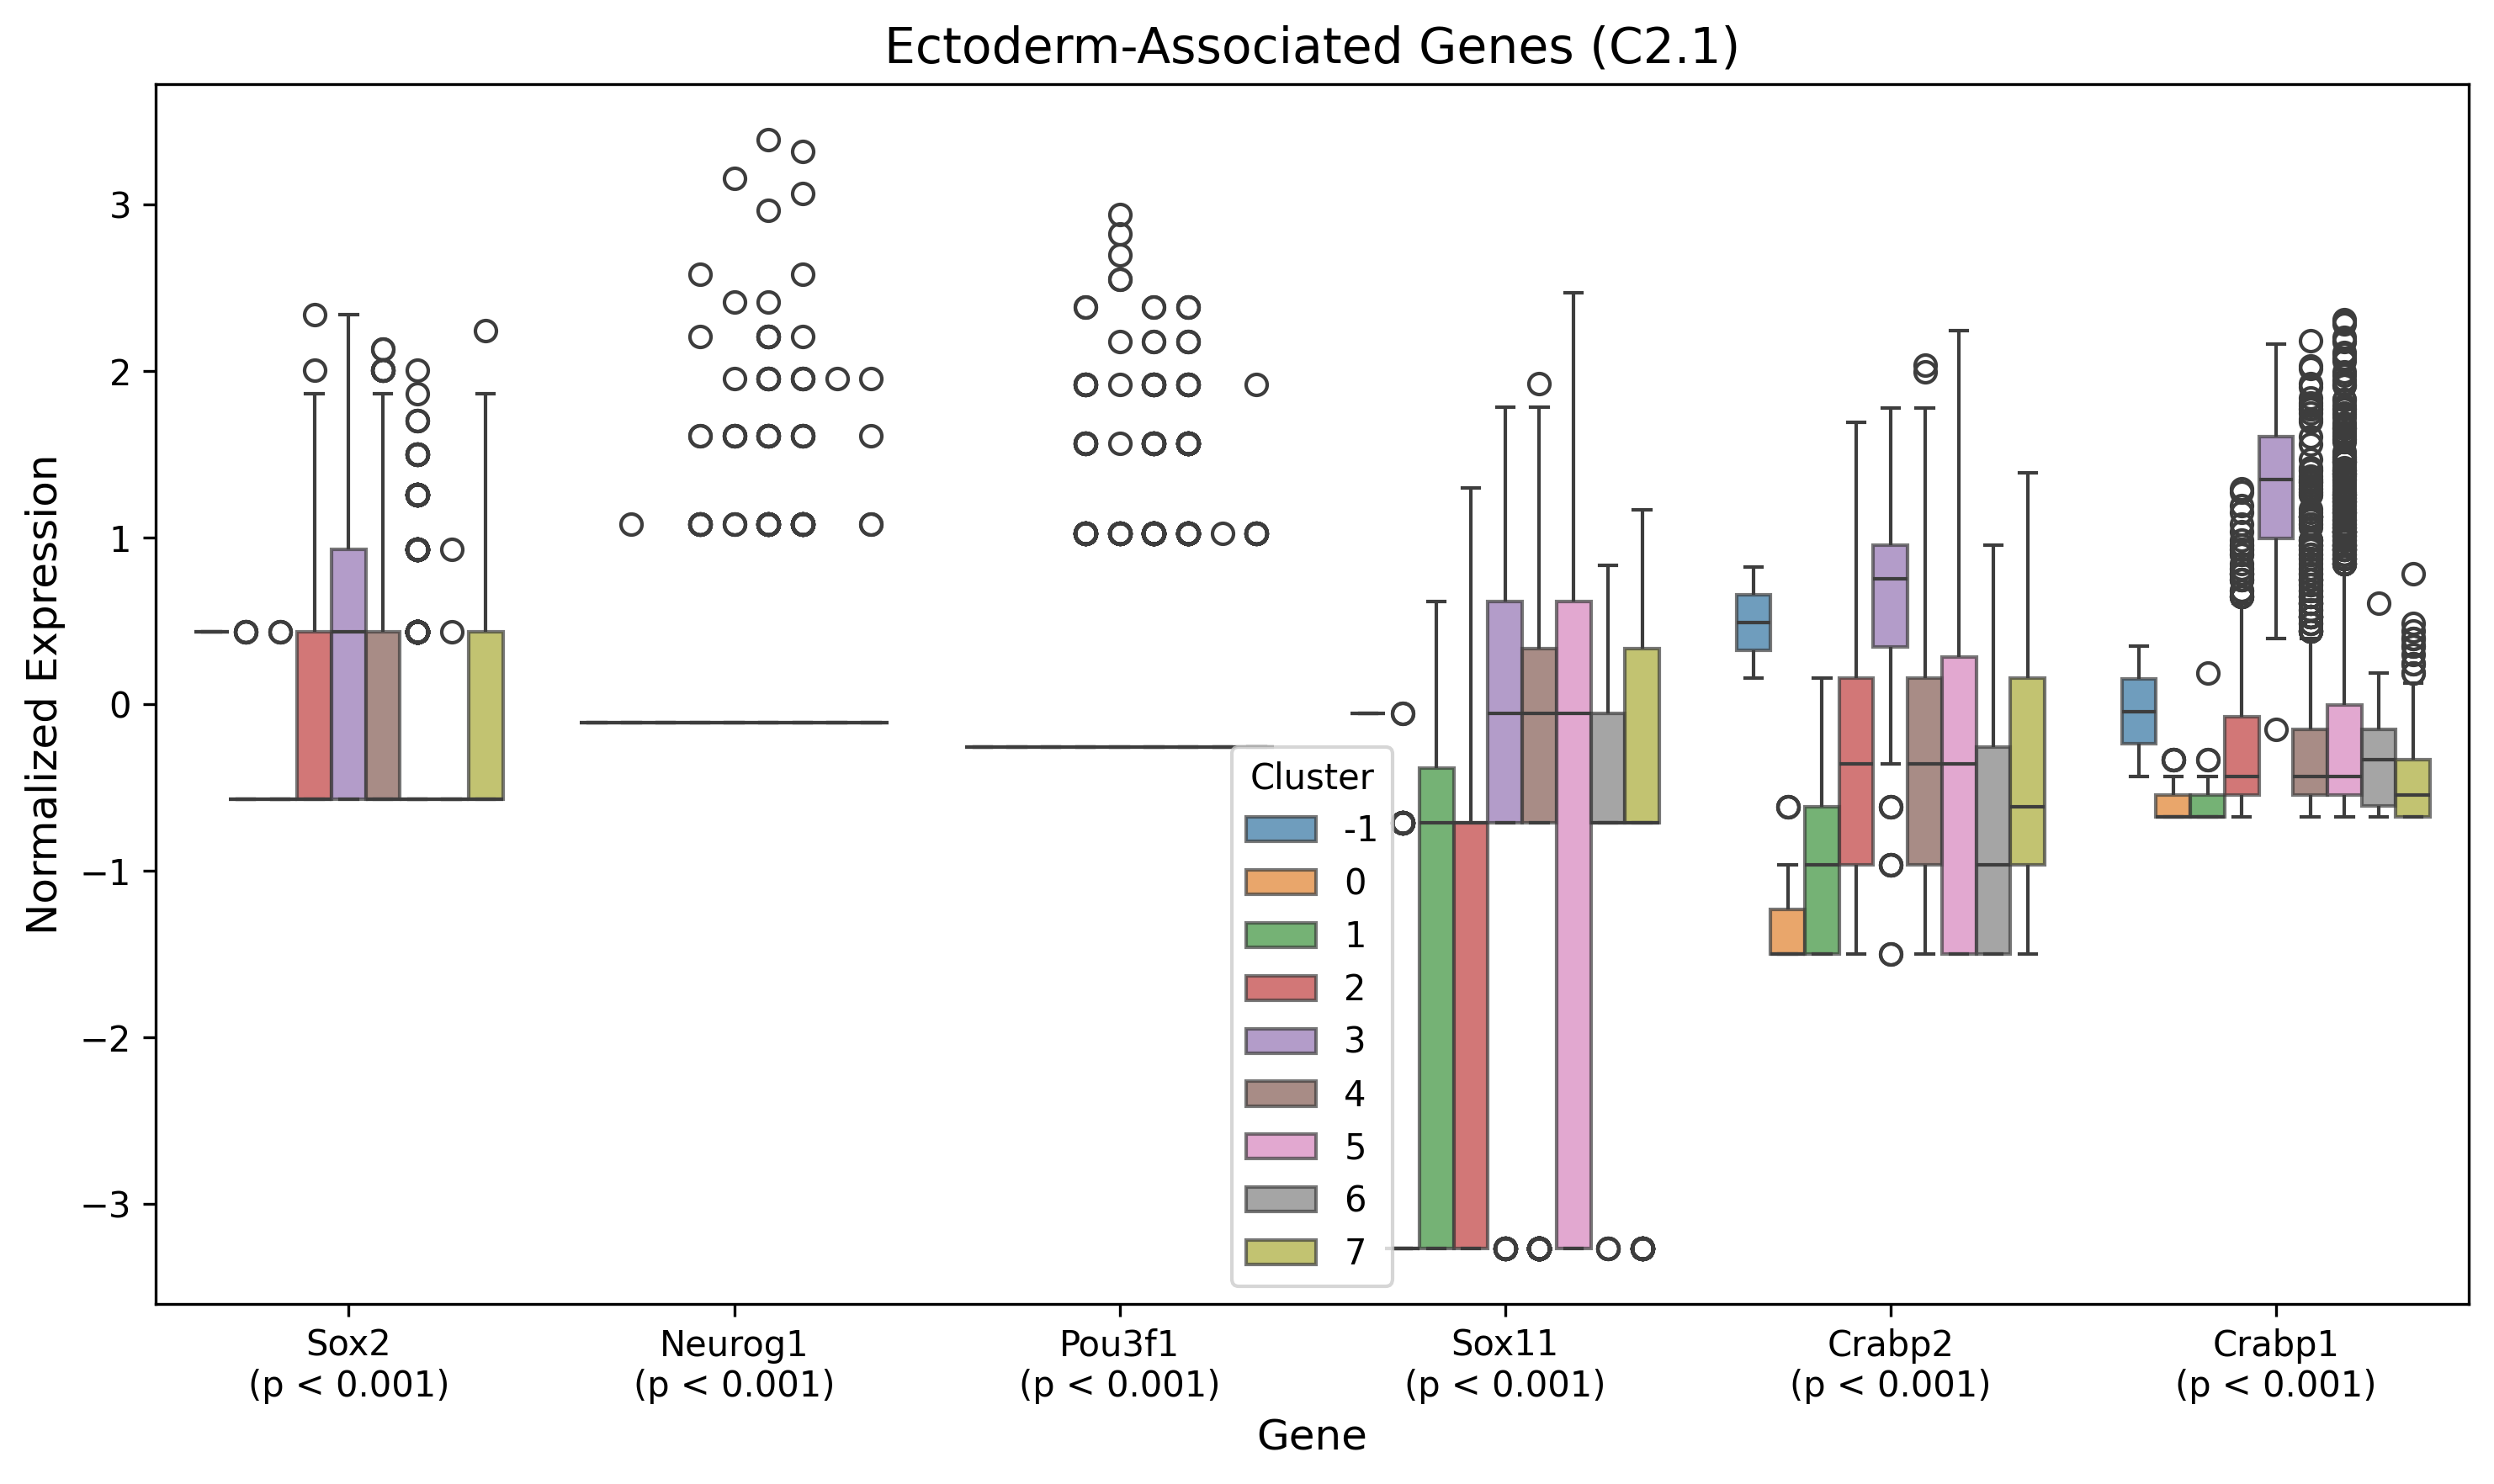 Ectoderm-Associated Genes (C2.1)
Normalized Expression
3
2
1
0
−1
−2
−3
Cluster
-1
0
1
2
3
4
5
6
7
Sox2 Neurog1 Pou3f1 Sox11 Crabp2 Crabp1
(p < 0.001) (p < 0.001) (p < 0.001) (p < 0.001) (p < 0.001) (p < 0.001)
Gene